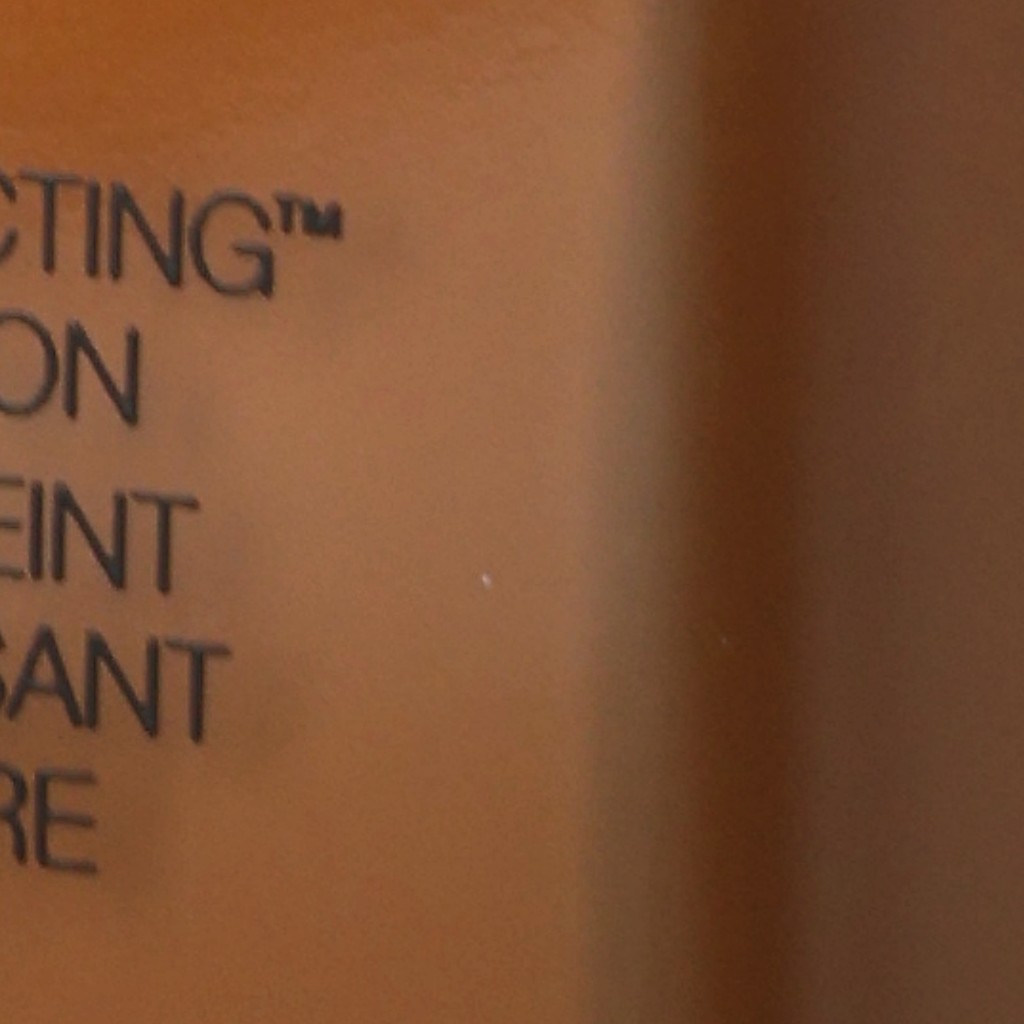 CTING™
ON
EINT
SANT
RE